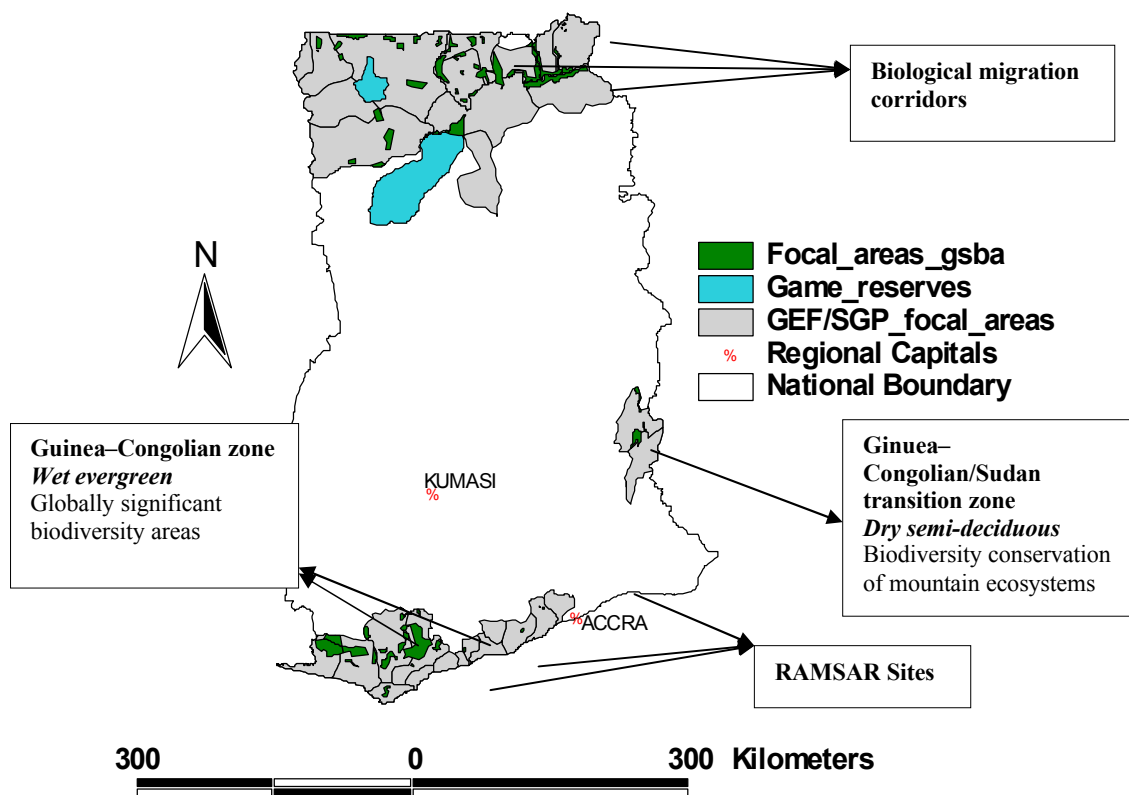 Biological migration
corridors
N
Focal_areas_gsba
Game_reserves
GEF/SGP_focal_areas
% Regional Capitals
National Boundary
Guinea–Congolian zone
Wet evergreen
Globally significant
biodiversity areas
KUMASI
%
Ginuea–
Congolian/Sudan
transition zone
Dry semi-deciduous
Biodiversity conservation
of mountain ecosystems
% ACCRA
RAMSAR Sites
300 0 300 Kilometers